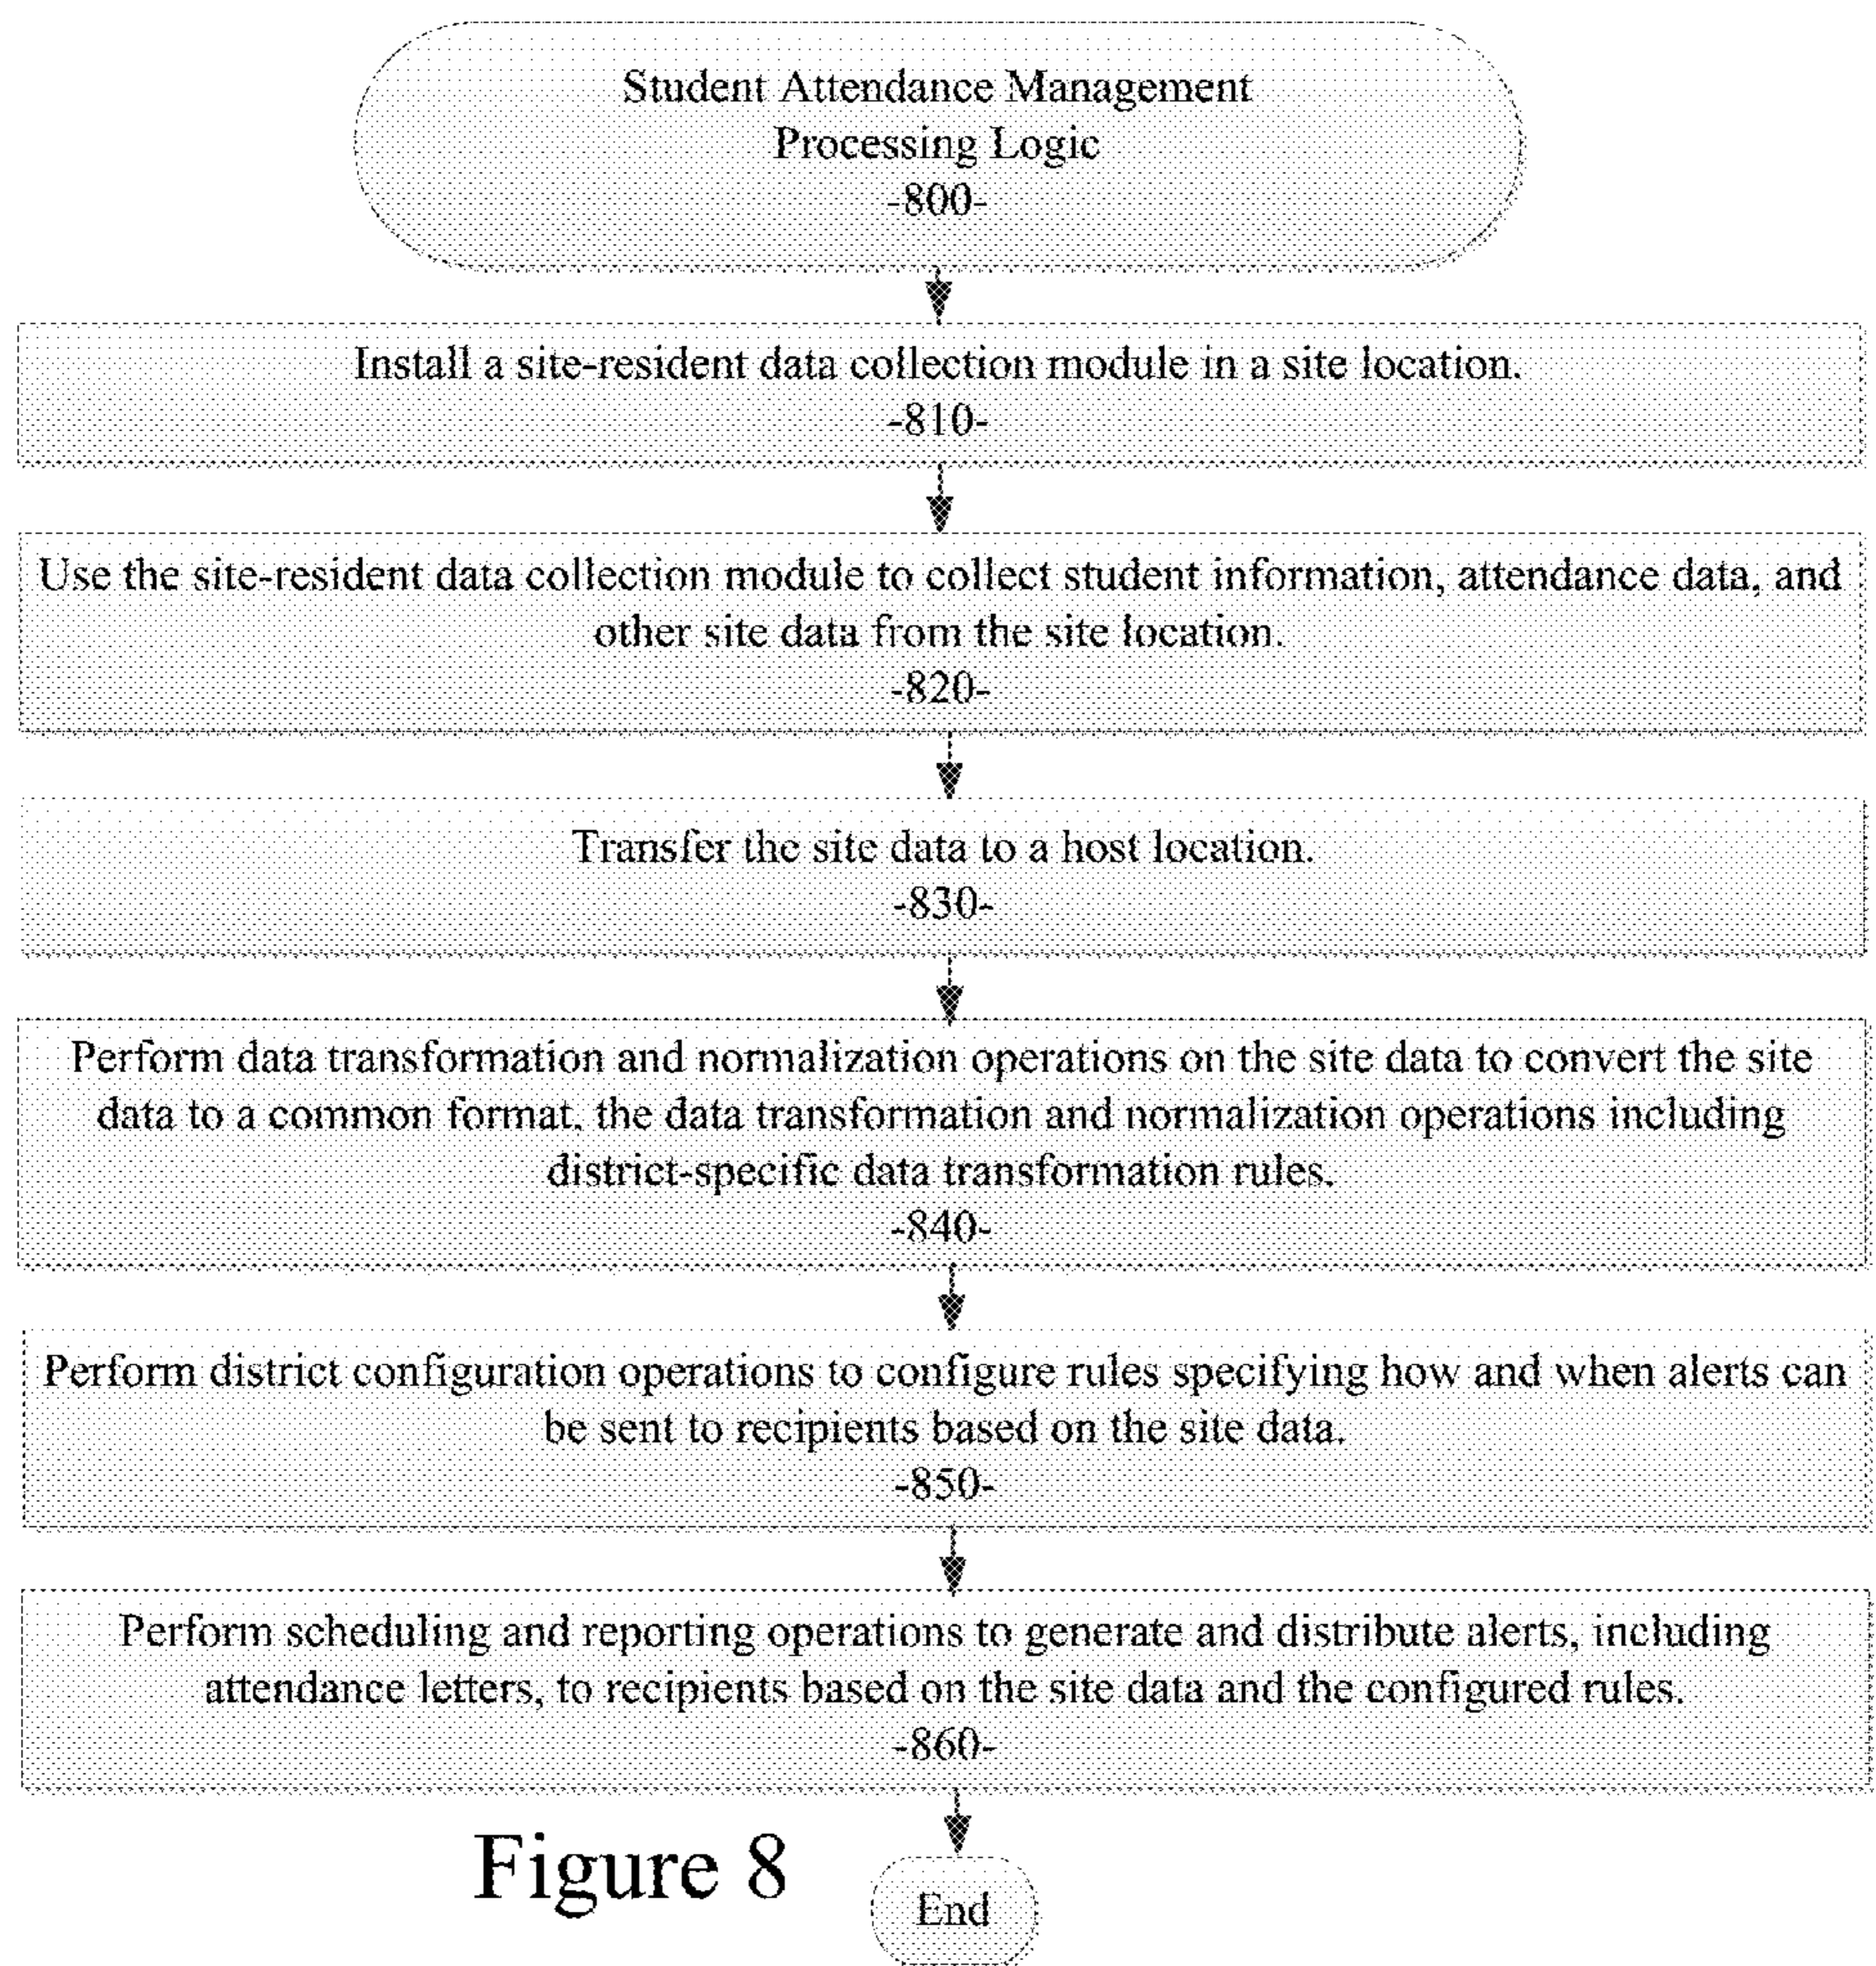 Student Attendance Management
Processing Logic
-800-
Install a site-resident data collection module in a site location.
-810-
Use the site-resident data collection module to collect student information, attendance data, and
other site data from the site location.
-820-
Transfer the site data to a host location.
-830-
Perform data transformation and normalization operations on the site data to convert the site
data to a common format, the data transformation and normalization operations including
district-specific data transformation rules.
-840-
Perform district configuration operations to configure rules specifying how and when alerts can
be sent to recipients based on the site data.
-850-
Perform scheduling and reporting operations to generate and distribute alerts, including
attendance letters, to recipients based on the site data and the configured rules.
-860-
Figure 8
End